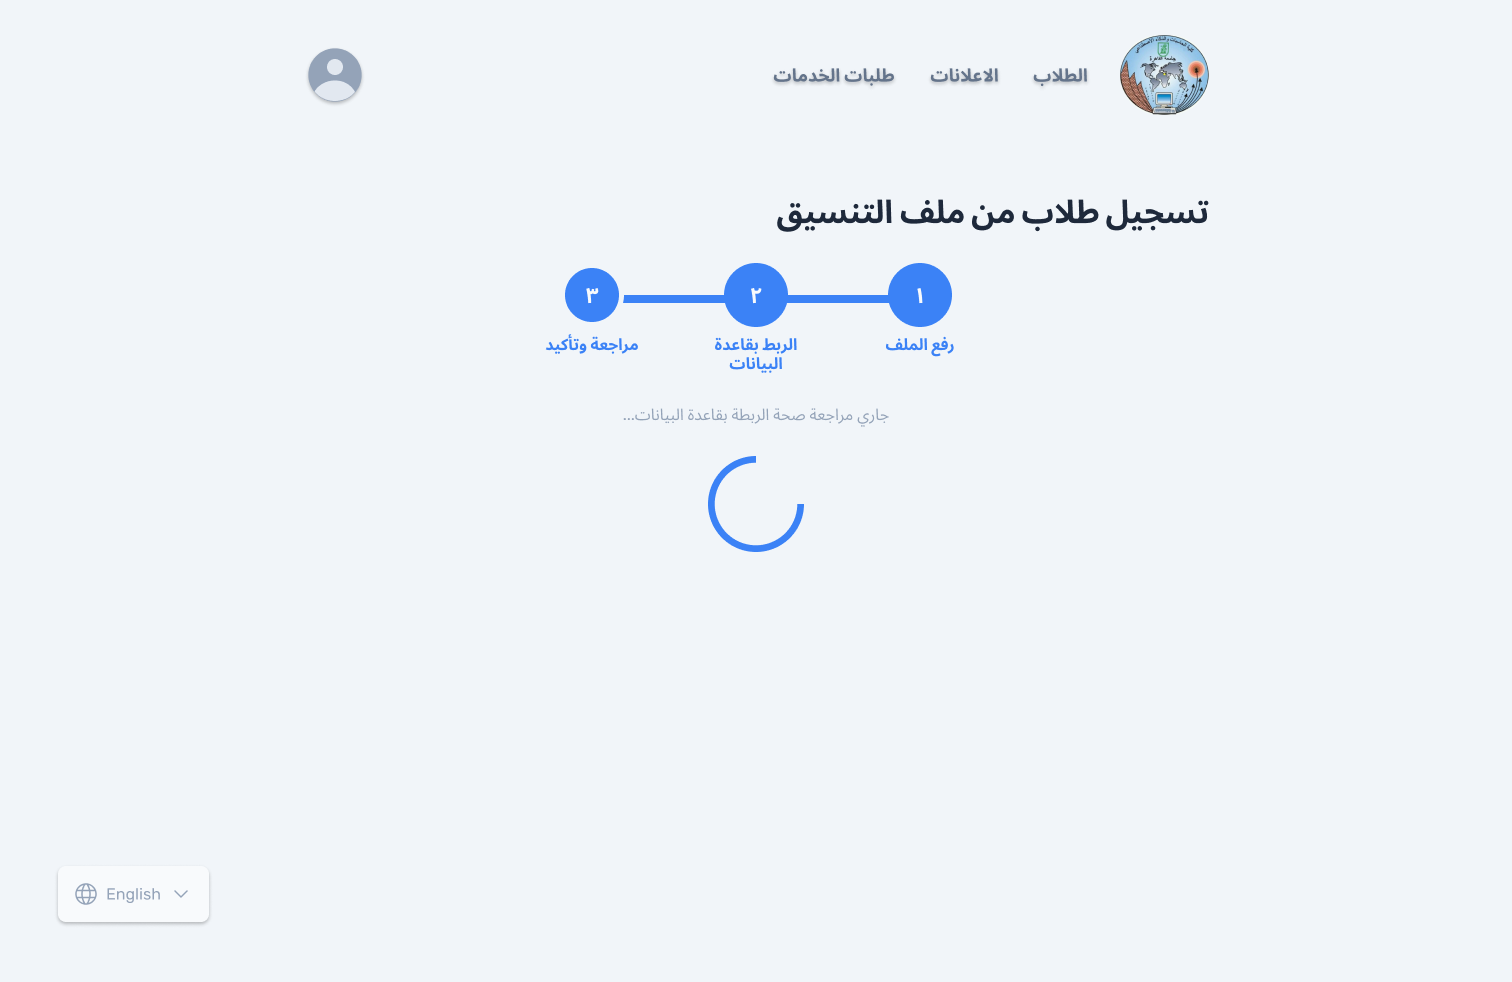 الطلاب
الاعلانات
طلبات الخدمات
تسجيل طلاب من ملف التنسيق
١
٢
٣
رفع الملف
الربط بقاعدة
البيانات
مراجعة وتأكيد
جاري مراجعة صحة الربطة بقاعدة البيانات...
English